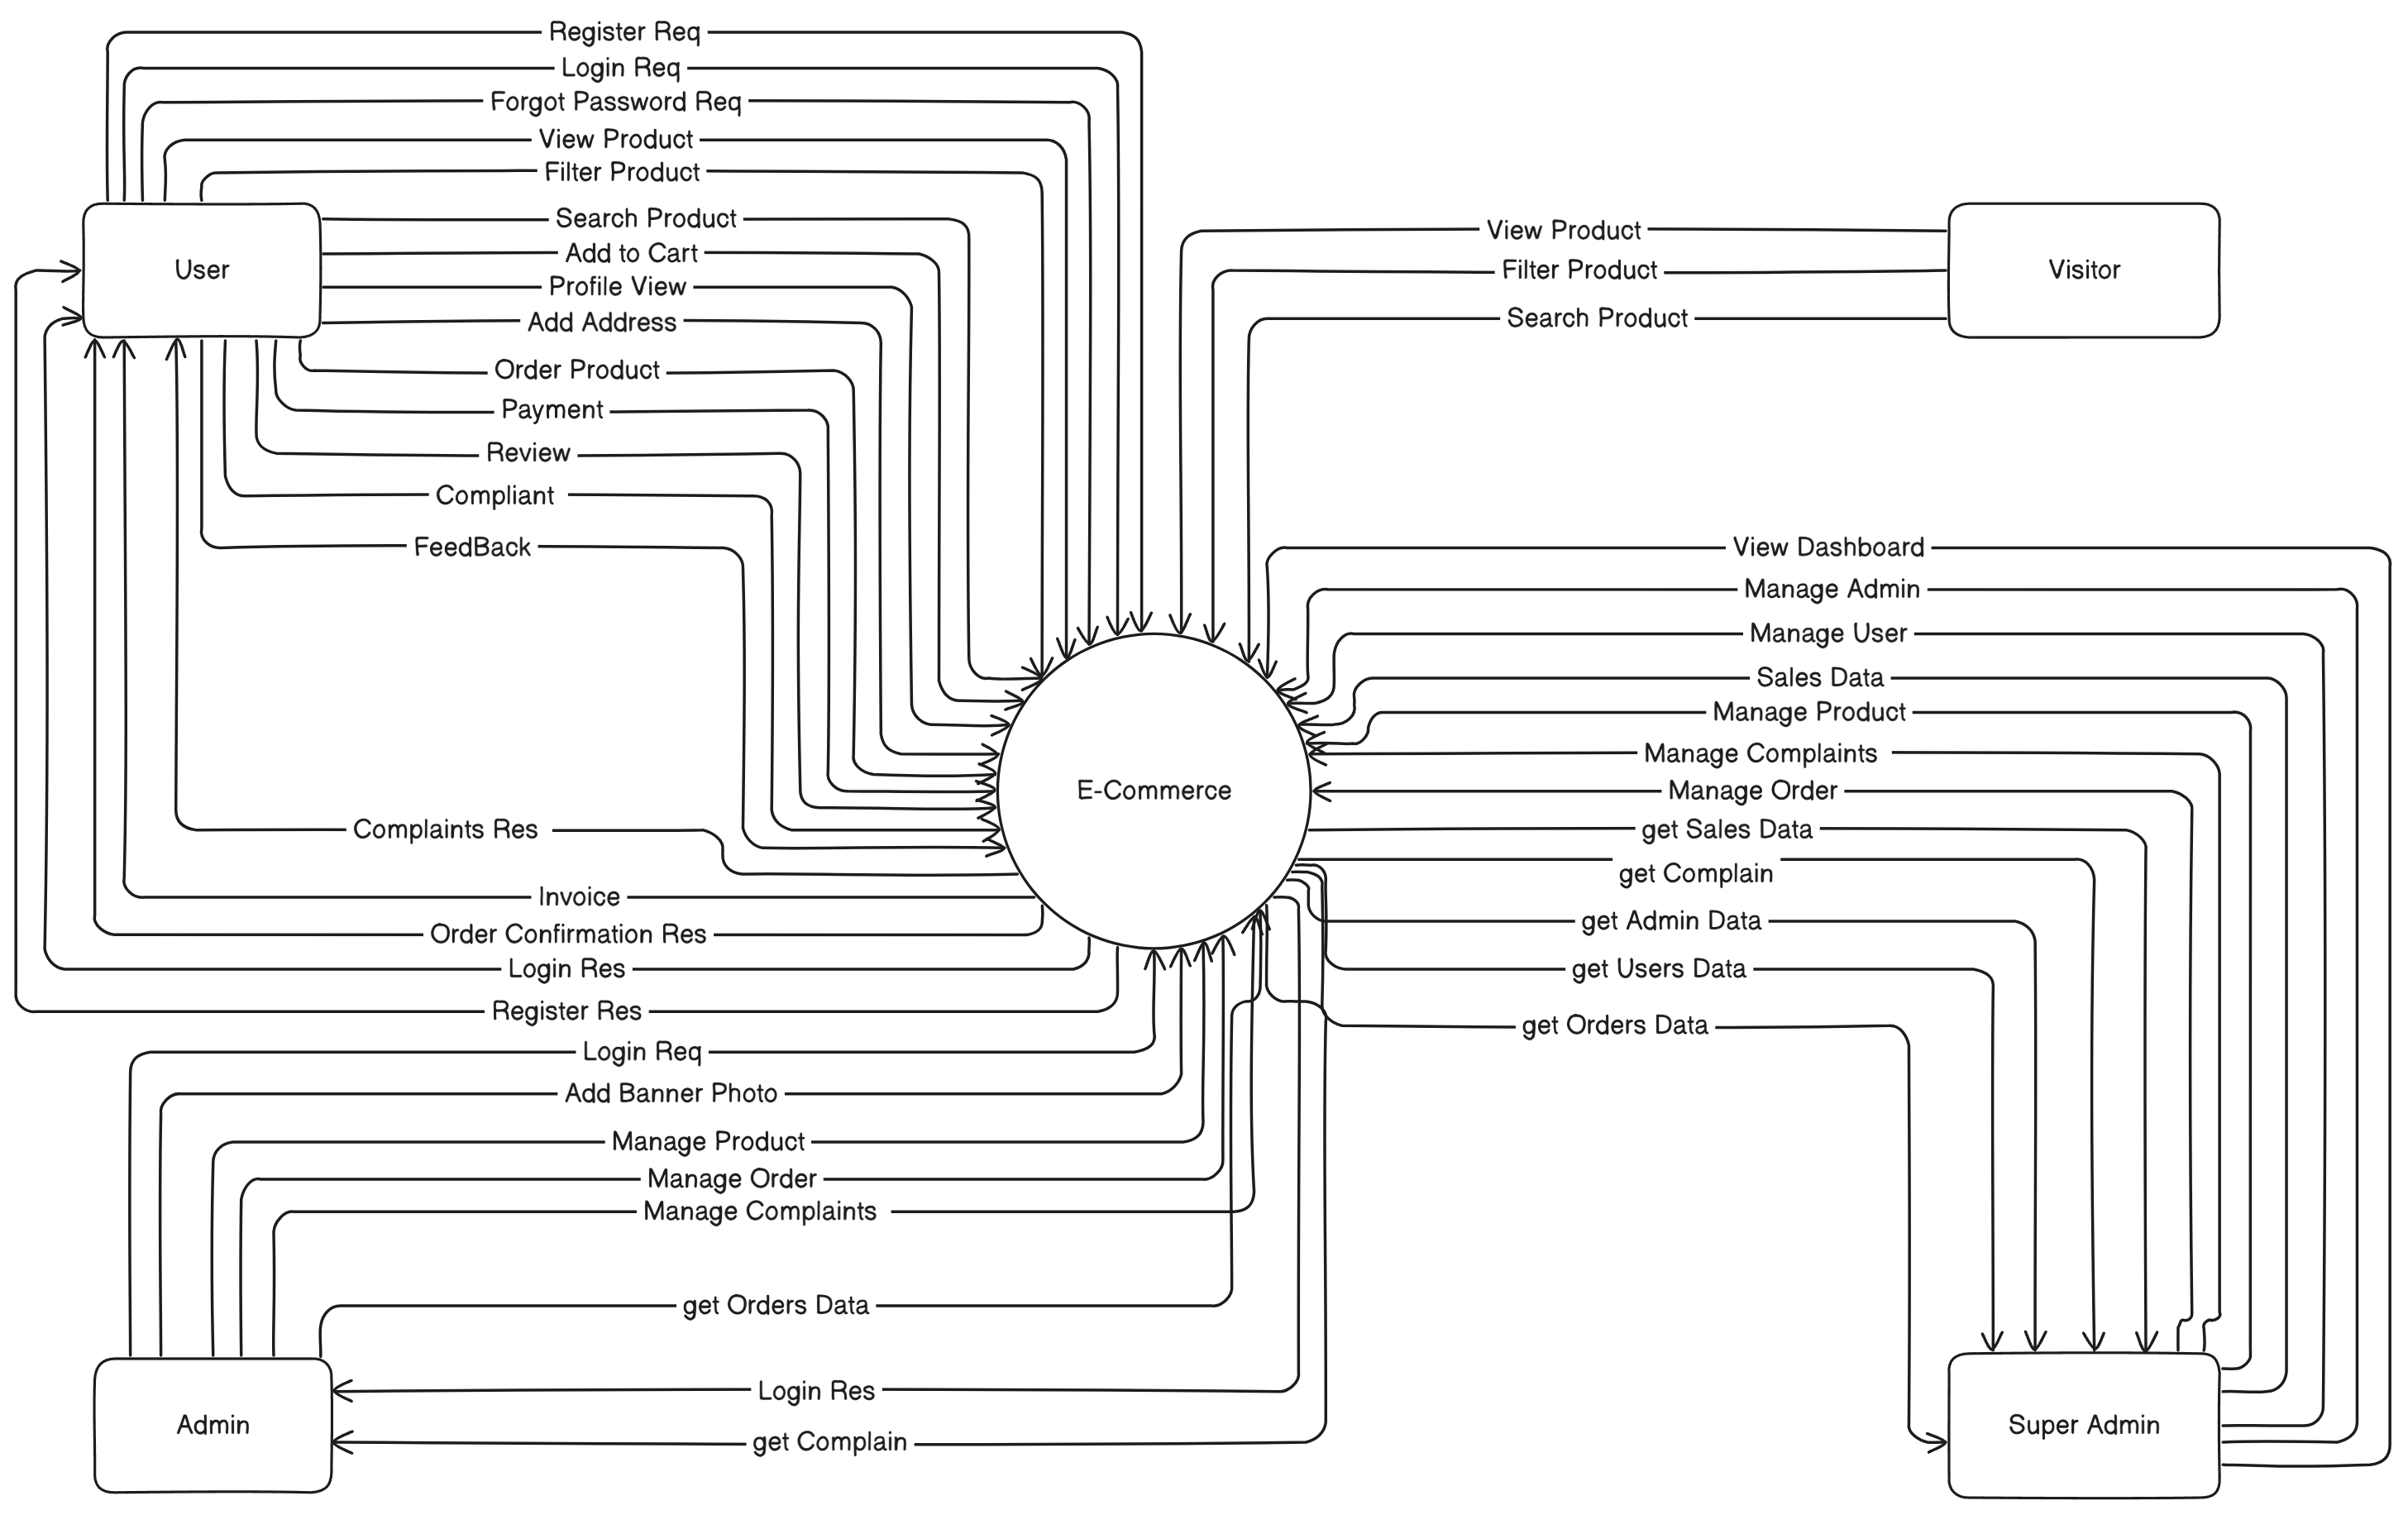 Register Req
Login Req
Forgot Password Req
View Product
Filter Product
Search Product
Add to Cart
Profile View
Add Address
Order Product
Payment
Review
Compliant
FeedBack
User
View Product
Filter Product
Search Product
Visitor
View Dashboard
Manage Admin
Manage User
Sales Data
Manage Product
Manage Complaints
Manage Order
get Sales Data
get Complain
get Admin Data
get Users Data
get Orders Data
E-Commerce
Complaints Res
Invoice
Order Confirmation Res
Login Res
Register Res
Login Req
Add Banner Photo
Manage Product
Manage Order
Manage Complaints
get Orders Data
Login Res
get Complain
Admin
Super Admin